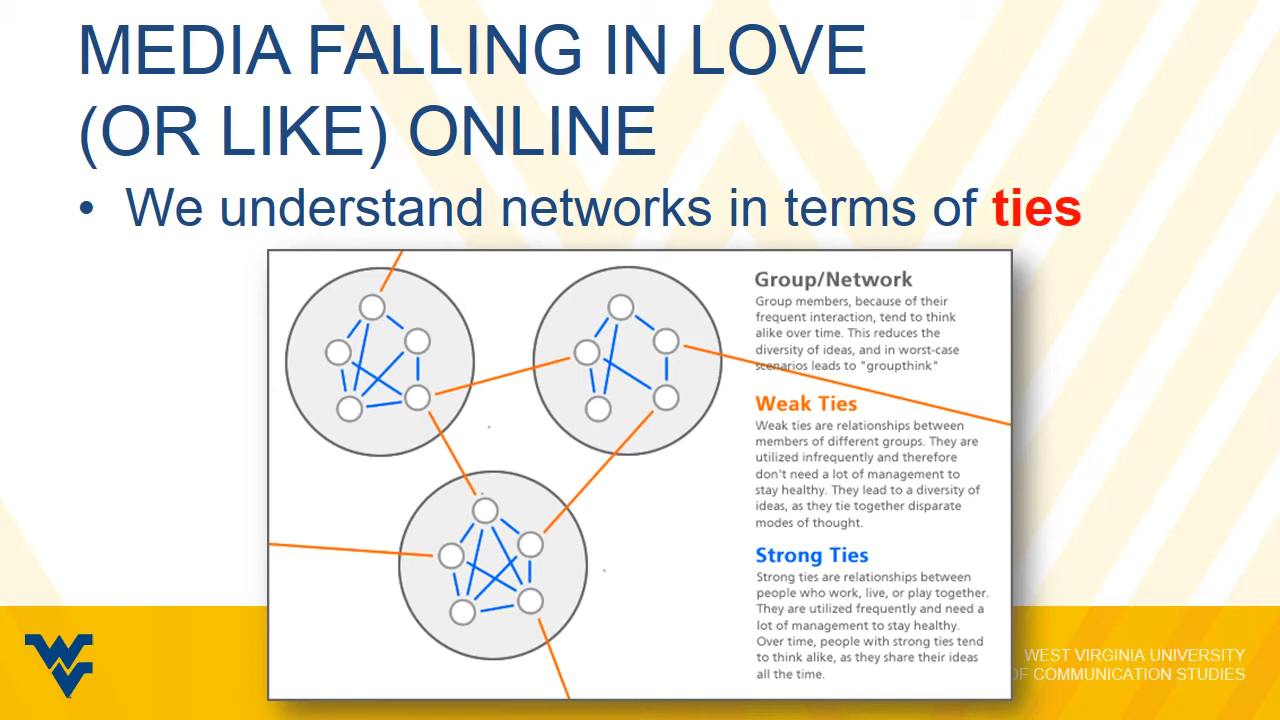 MEDIA FALLING IN LOVE
(OR LIKE) ONLINE
• We understand networks in terms of ties
Group/Network
Group members, because of their
frequent interaction, tend to think
alike over time. This reduces the
diversity of ideas, and in worst-case
scenarios leads to "groupthink"
Weak Ties
Weak ties are relationships between
members of different groups. They are
utilized infrequently and therefore
don't need a lot of management to
stay healthy. They lead to a diversity of
ideas, as they tie together disparate
modes of thought.
Strong Ties
Strong ties are relationships between
people who work, live, or play together.
They are utilized frequently and need a
lot of management to stay healthy.
Over time, people with strong ties tend
to think alike, as they share their ideas
all the time.
WEST VIRGINIA UNIVERSITY
OF COMMUNICATION STUDIES